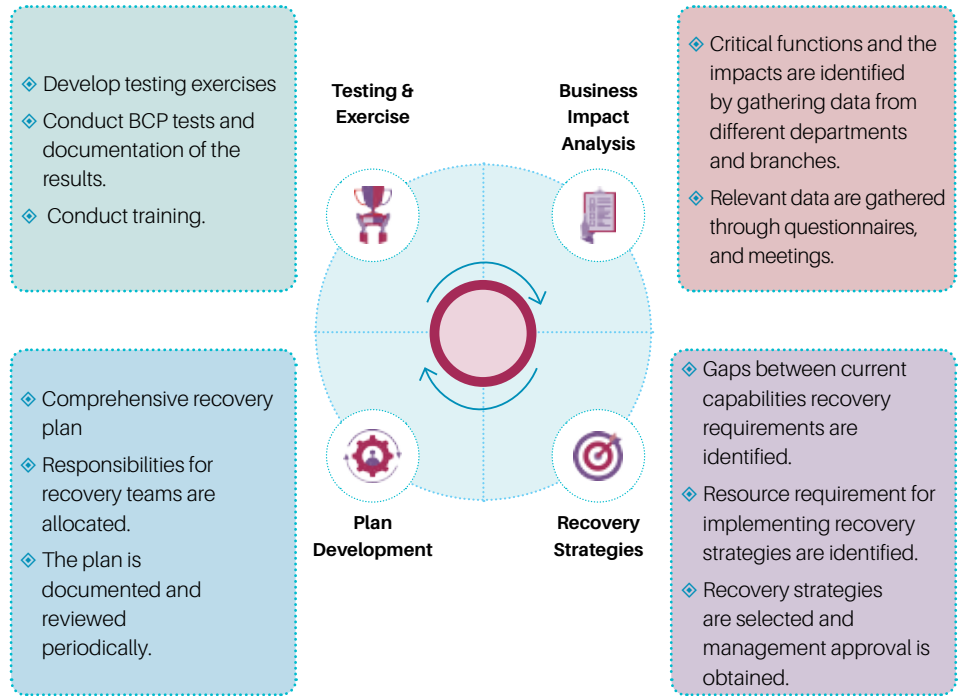 Develop testing exercises
Conduct BCP tests and
documentation of the
results.
Conduct training.
Testing &
Exercise
Business
Impact
Analysis
Critical functions and the
impacts are identified
by gathering data from
different departments
and branches.
Relevant data are gathered
through questionnaires,
and meetings.
Comprehensive recovery
plan
Responsibilities for
recovery teams are
allocated.
The plan is
documented and
reviewed
periodically.
Plan
Development
Recovery
Strategies
Gaps between current
capabilities recovery
requirements are
identified.
Resource requirement for
implementing recovery
strategies are identified.
Recovery strategies
are selected and
management approval is
obtained.